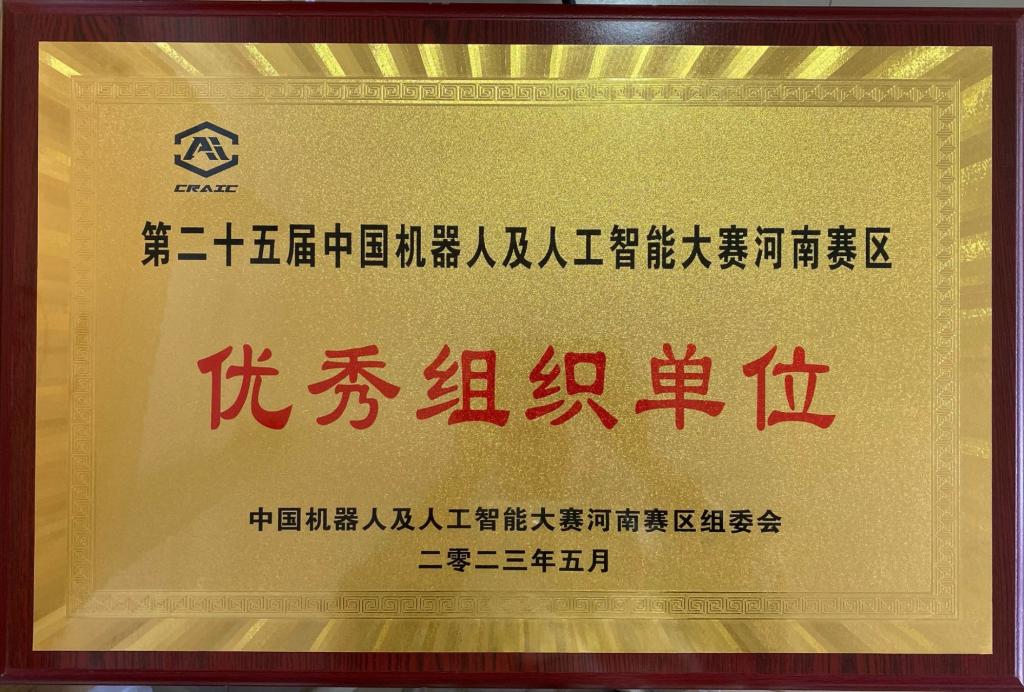 Ai
CRAIC
第二十五届中国机器人及人工智能大赛河南赛区
优秀组织单位
中国机器人及人工智能大赛河南赛区组委会
二零二三年五月